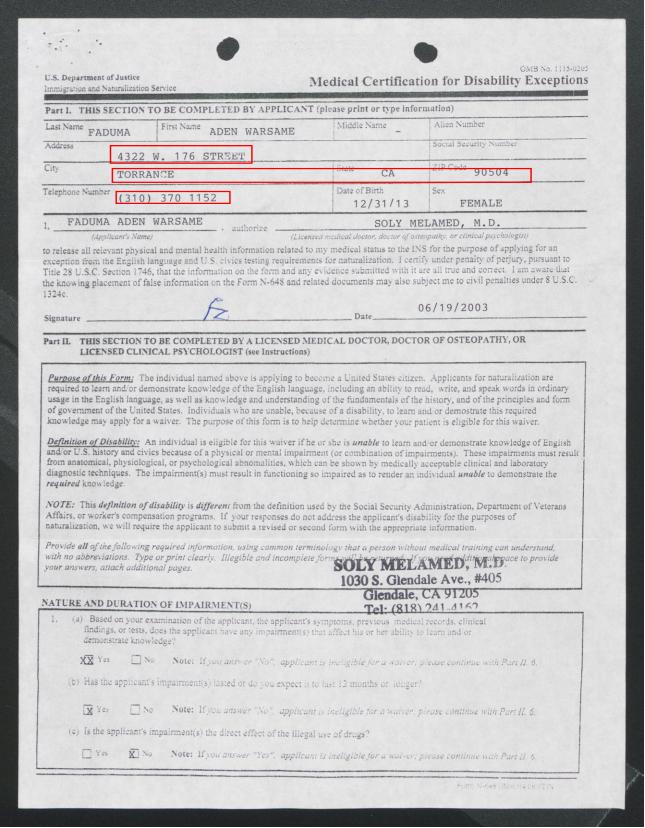 OMB No. 1115-0205
U.S. Department of Justice
Immigration and Naturalization Service
Medical Certification for Disability Exceptions
Part I. THIS SECTION TO BE COMPLETED BY APPLICANT (please print or type information)
Last Name FADUMA First Name ADEN WARSAME Middle Name – Alien Number
Address 4322 W. 176 STREET Social Security Number
City TORRANCE State CA ZIP Code 90504
Telephone Number (310) 370 1152 Date of Birth 12/31/13 Sex FEMALE
I, FADUMA ADEN WARSAME, authorize SOLY MELAMED, M.D.
(Applicant's Name) (Licensed medical doctor, doctor of osteopathy, or clinical psychologist)
to release all relevant physical and mental health information related to my medical status to the INS for the purpose of applying for an
exception from the English language and U.S. civics testing requirements for naturalization. I certify under penalty of perjury, pursuant to
Title 28 U.S.C. Section 1746, that the information on the form and any evidence submitted with it are all true and correct. I am aware that
the knowing placement of false information on the Form N-648 and related documents may also subject me to civil penalties under 8 U.S.C.
1324c.
Signature Date 06/19/2003
Part II. THIS SECTION TO BE COMPLETED BY A LICENSED MEDICAL DOCTOR, DOCTOR OF OSTEOPATHY, OR
LICENSED CLINICAL PSYCHOLOGIST (see Instructions)
Purpose of this Form: The individual named above is applying to become a United States citizen. Applicants for naturalization are
required to learn and/or demonstrate knowledge of the English language, including an ability to read, write, and speak words in ordinary
usage in the English language, as well as knowledge and understanding of the fundamentals of the history, and of the principles and form
of government of the United States. Individuals who are unable, because of a disability, to learn and/or demostrate this required
knowledge may apply for a waiver. The purpose of this form is to help determine whether your patient is eligible for this waiver.
Definition of Disability: An individual is eligible for this waiver if he or she is unable to learn and/or demonstrate knowledge of English
and/or U.S. history and civics because of a physical or mental impairment (or combination of impairments). These impairments must result
from anatomical, physiological, or psychological abnomalities, which can be shown by medically acceptable clinical and laboratory
diagnostic techniques. The impairment(s) must result in functioning so impaired as to render an individual unable to demonstrate the
required knowledge.
NOTE: This definition of disability is different from the definition used by the Social Security Administration, Department of Veterans
Affairs, or worker's compensation programs. If your responses do not address the applicant's disability for the purposes of
naturalization, we will require the applicant to submit a revised or second form with the appropriate information.
Provide all of the following required information, using common terminology that a person without medical training can understand,
with no abbreviations. Type or print clearly. Illegible and incomplete forms will be returned. If you need additional space to provide
your answers, attach additional pages.
SOLY MELAMED, M.D.
1030 S. Glendale Ave., #405
Glendale, CA 91205
Tel: (818) 241-4162
NATURE AND DURATION OF IMPAIRMENT(S)
1. (a) Based on your examination of the applicant, the applicant's symptoms, previous medical records, clinical
findings, or tests, does the applicant have any impairment(s) that affect his or her ability to learn and/or
demonstrate knowledge?
XX Yes No Note: If you answer "No", applicant is ineligible for a waiver, please continue with Part II. 6.
(b) Has the applicant's impairment(s) lasted or do you expect it to last 12 months or longer?
X Yes No Note: If you answer "No", applicant is ineligible for a waiver, please continue with Part II. 6.
(c) Is the applicant's impairment(s) the direct effect of the illegal use of drugs?
Yes X No Note: If you answer "Yes", applicant is ineligible for a waiver; please continue with Part II. 6.